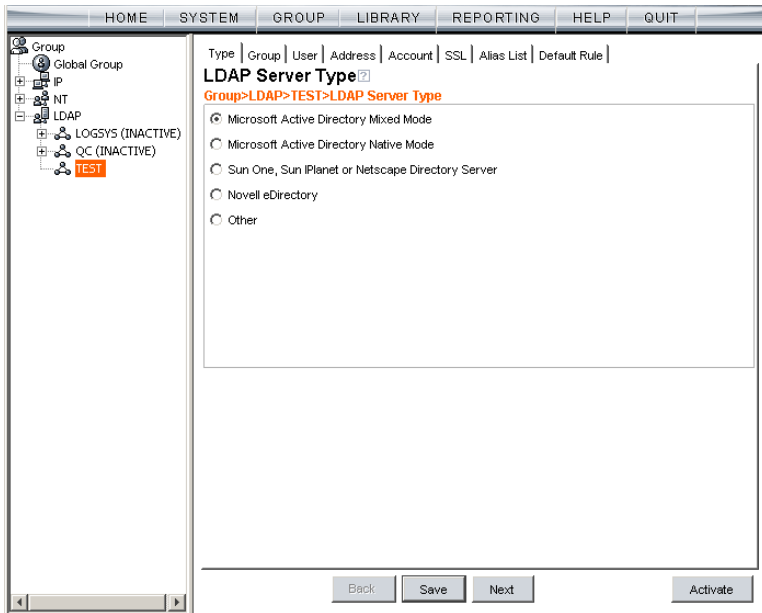 HOME SYSTEM GROUP LIBRARY REPORTING HELP QUIT
Group
Global Group
IP
NT
LDAP
LOGSYS (INACTIVE)
QC (INACTIVE)
TEST
Type Group User Address Account SSL Alias List Default Rule
LDAP Server Type ?
Group>LDAP>TEST>LDAP Server Type
Microsoft Active Directory Mixed Mode
Microsoft Active Directory Native Mode
Sun One, Sun IPlanet or Netscape Directory Server
Novell eDirectory
Other
Back Save Next Activate